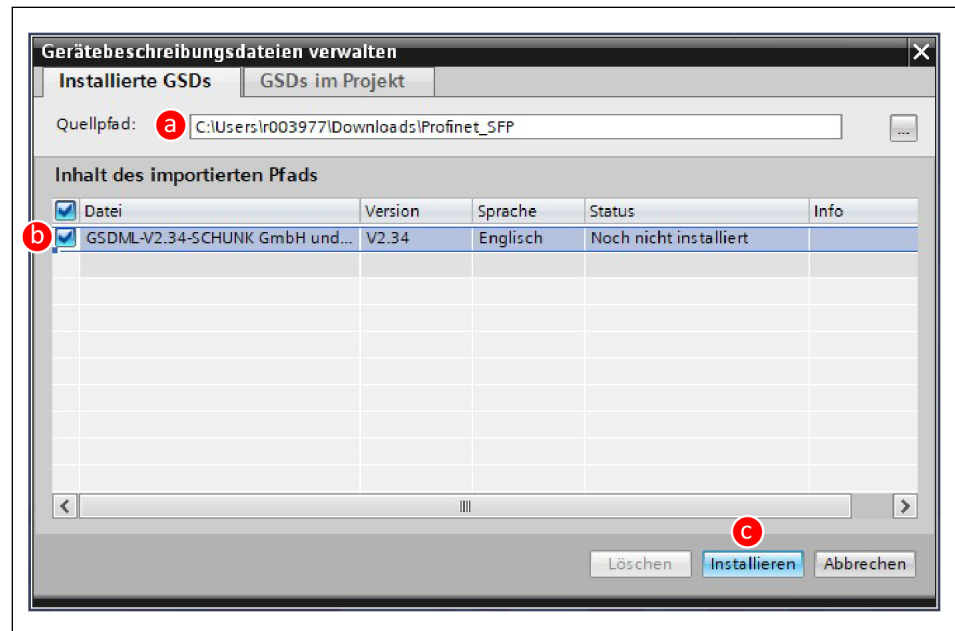 Gerätebeschreibungsdateien verwalten
Installierte GSDs GSDs im Projekt
Quellpfad: a C:\Users\r003977\Downloads\Profinet_SFP ...
Inhalt des importierten Pfads
Datei Version Sprache Status Info
b GSDML-V2.34-SCHUNK GmbH und... V2.34 Englisch Noch nicht installiert
c
Löschen Installieren Abbrechen